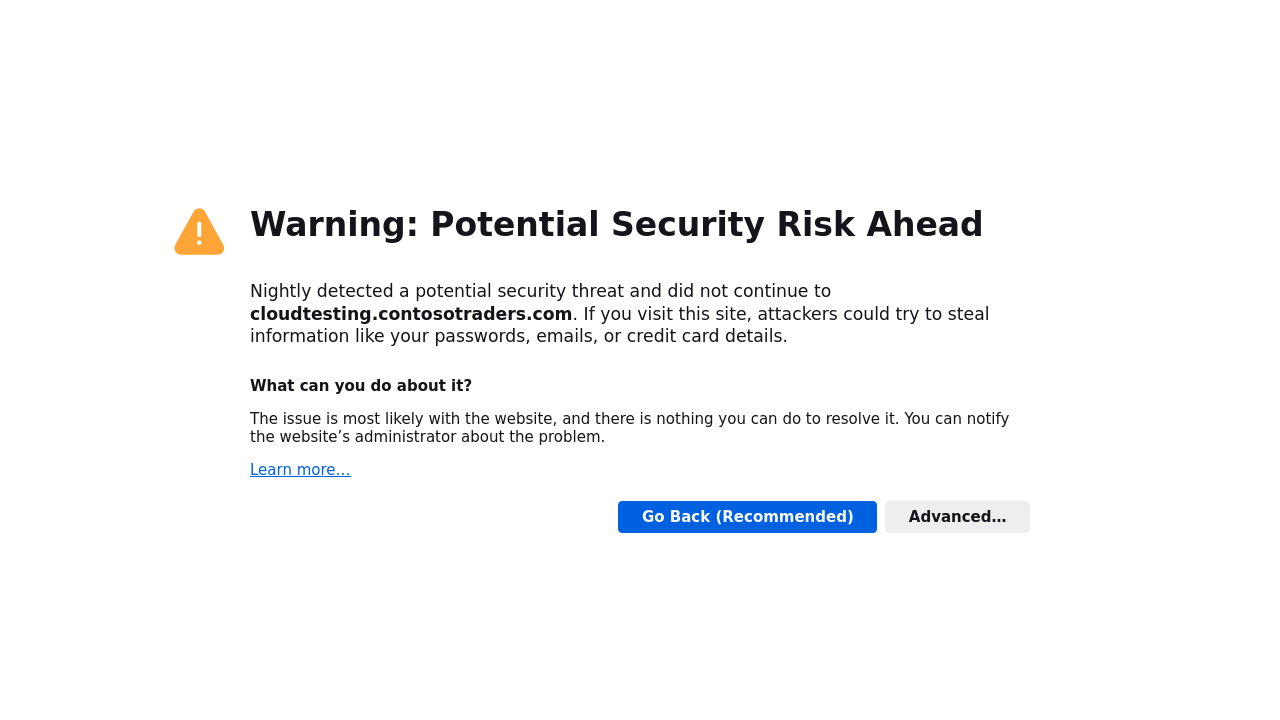 Warning: Potential Security Risk Ahead
Nightly detected a potential security threat and did not continue to
cloudtesting.contosotraders.com. If you visit this site, attackers could try to steal
information like your passwords, emails, or credit card details.
What can you do about it?
The issue is most likely with the website, and there is nothing you can do to resolve it. You can notify
the website’s administrator about the problem.
Learn more…
Go Back (Recommended)
Advanced…